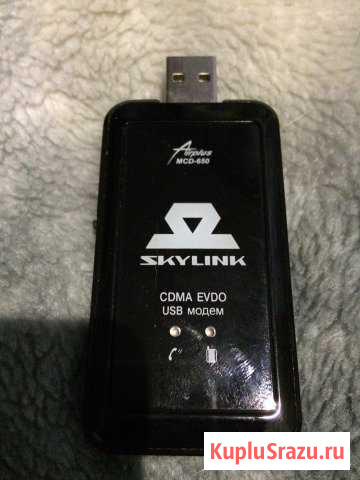 Airplus
MCD-650
SKYLINK
CDMA EVDO
USB модем
KupluSrazu.ru